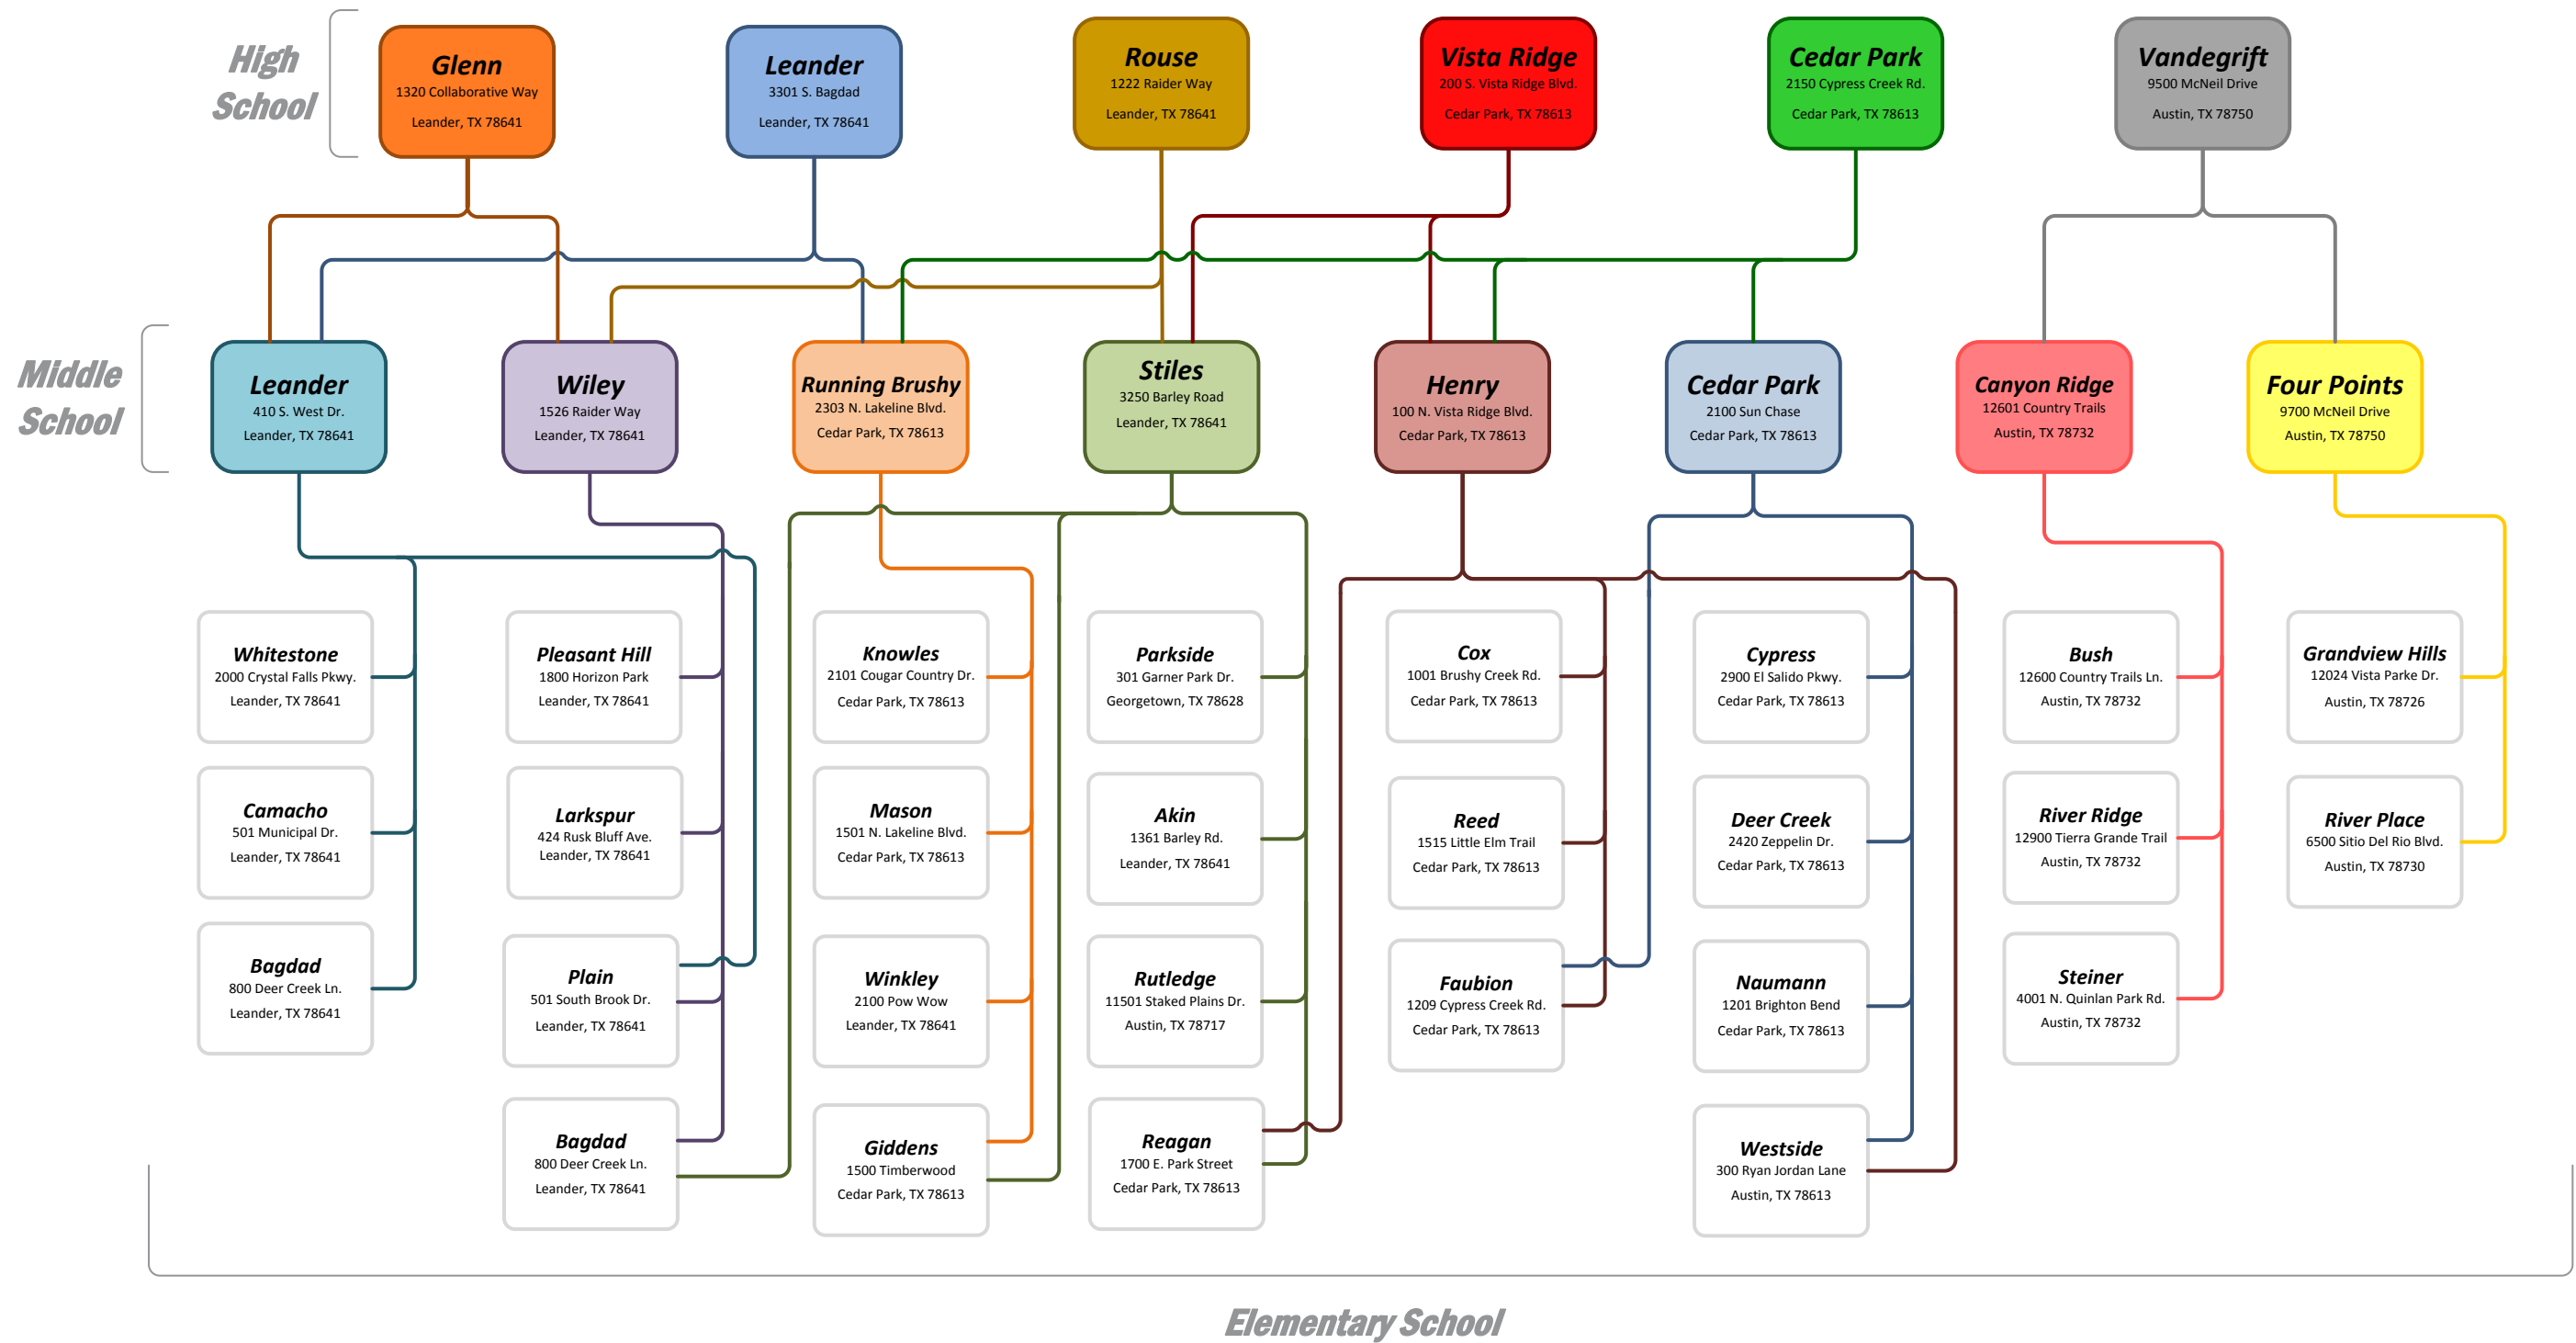 High
School
Glenn
1320 Collaborative Way
Leander, TX 78641
Leander
3301 S. Bagdad
Leander, TX 78641
Rouse
1222 Raider Way
Leander, TX 78641
Vista Ridge
200 S. Vista Ridge Blvd.
Cedar Park, TX 78613
Cedar Park
2150 Cypress Creek Rd.
Cedar Park, TX 78613
Vandegrift
9500 McNeil Drive
Austin, TX 78750
Middle
School
Leander
410 S. West Dr.
Leander, TX 78641
Wiley
1526 Raider Way
Leander, TX 78641
Running Brushy
2303 N. Lakeline Blvd.
Cedar Park, TX 78613
Stiles
3250 Barley Road
Leander, TX 78641
Henry
100 N. Vista Ridge Blvd.
Cedar Park, TX 78613
Cedar Park
2100 Sun Chase
Cedar Park, TX 78613
Canyon Ridge
12601 Country Trails
Austin, TX 78732
Four Points
9700 McNeil Drive
Austin, TX 78750
Whitestone
2000 Crystal Falls Pkwy.
Leander, TX 78641
Pleasant Hill
1800 Horizon Park
Leander, TX 78641
Knowles
2101 Cougar Country Dr.
Cedar Park, TX 78613
Parkside
301 Garner Park Dr.
Georgetown, TX 78628
Cox
1001 Brushy Creek Rd.
Cedar Park, TX 78613
Cypress
2900 El Salido Pkwy.
Cedar Park, TX 78613
Bush
12600 Country Trails Ln.
Austin, TX 78732
Grandview Hills
12024 Vista Parke Dr.
Austin, TX 78726
Camacho
501 Municipal Dr.
Leander, TX 78641
Larkspur
424 Rusk Bluff Ave.
Leander, TX 78641
Mason
1501 N. Lakeline Blvd.
Cedar Park, TX 78613
Akin
1361 Barley Rd.
Leander, TX 78641
Reed
1515 Little Elm Trail
Cedar Park, TX 78613
Deer Creek
2420 Zeppelin Dr.
Cedar Park, TX 78613
River Ridge
12900 Tierra Grande Trail
Austin, TX 78732
River Place
6500 Sitio Del Rio Blvd.
Austin, TX 78730
Bagdad
800 Deer Creek Ln.
Leander, TX 78641
Plain
501 South Brook Dr.
Leander, TX 78641
Winkley
2100 Pow Wow
Leander, TX 78641
Rutledge
11501 Staked Plains Dr.
Austin, TX 78717
Faubion
1209 Cypress Creek Rd.
Cedar Park, TX 78613
Naumann
1201 Brighton Bend
Cedar Park, TX 78613
Steiner
4001 N. Quinlan Park Rd.
Austin, TX 78732
Bagdad
800 Deer Creek Ln.
Leander, TX 78641
Giddens
1500 Timberwood
Cedar Park, TX 78613
Reagan
1700 E. Park Street
Cedar Park, TX 78613
Westside
300 Ryan Jordan Lane
Austin, TX 78613
Elementary School